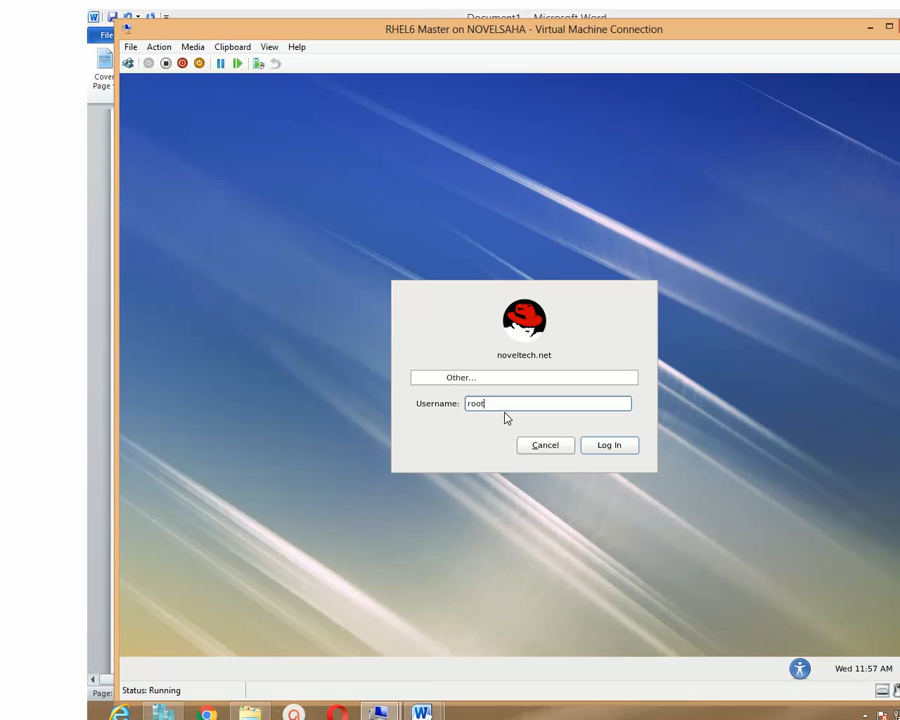 Document1 - Microsoft Word
RHEL6 Master on NOVELSAHA - Virtual Machine Connection
File
File Action Media Clipboard View Help
Cover
Page
noveltech.net
Other...
Username: root
Cancel Log In
Wed 11:57 AM
Page:
Status: Running